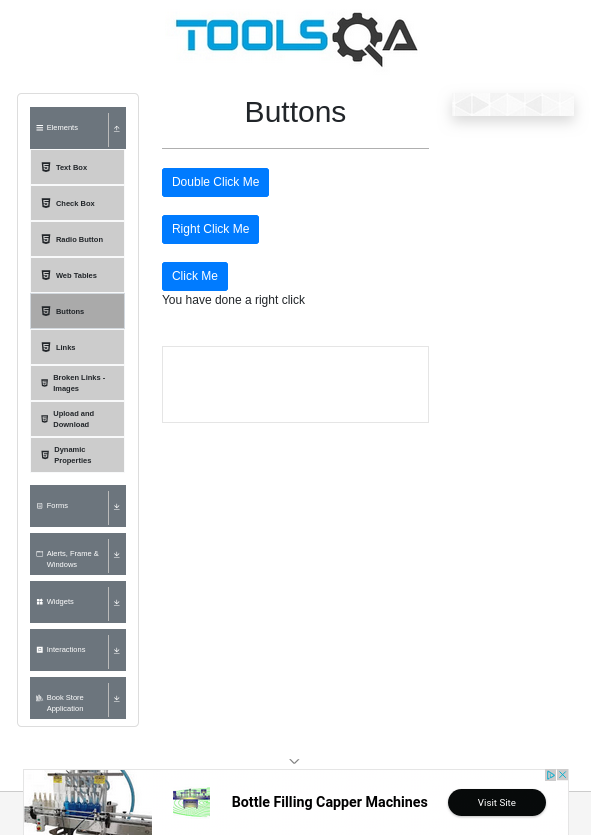 TOOLSQA
Elements
Text Box
Check Box
Radio Button
Web Tables
Buttons
Links
Broken Links -
Images
Upload and
Download
Dynamic
Properties
Forms
Alerts, Frame &
Windows
Widgets
Interactions
Book Store
Application
Buttons
Double Click Me
Right Click Me
Click Me
You have done a right click
Bottle Filling Capper Machines
Visit Site